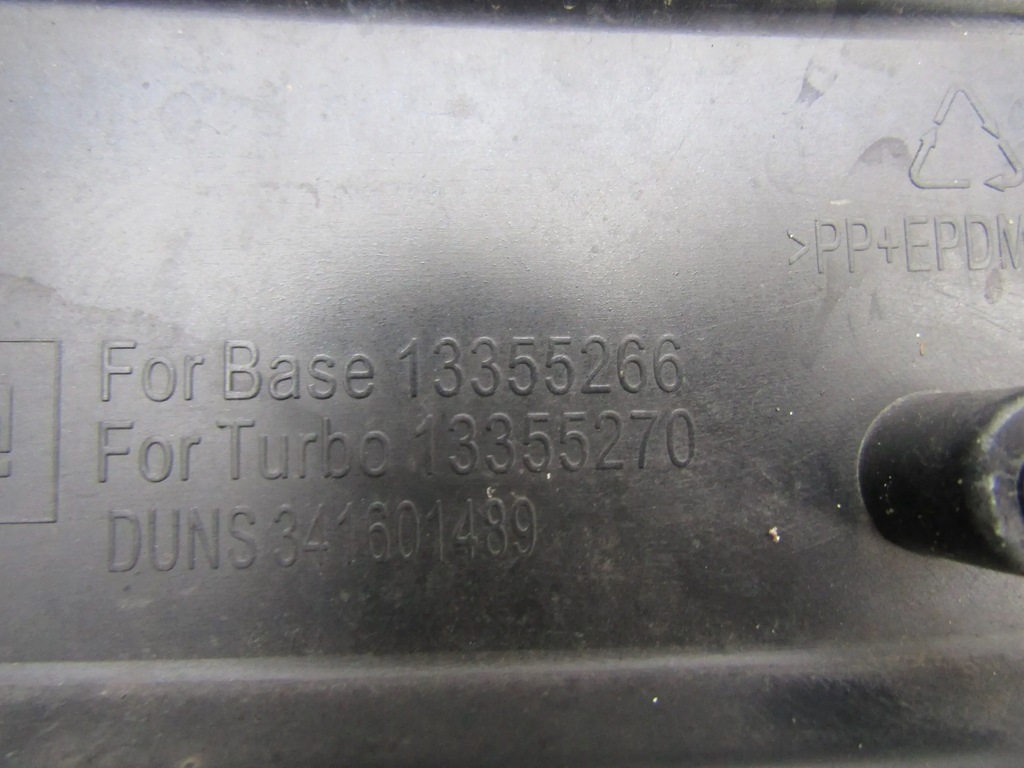 >PP+EPDM
For Base 13355266
For Turbo 13355270
DUNS 341601489